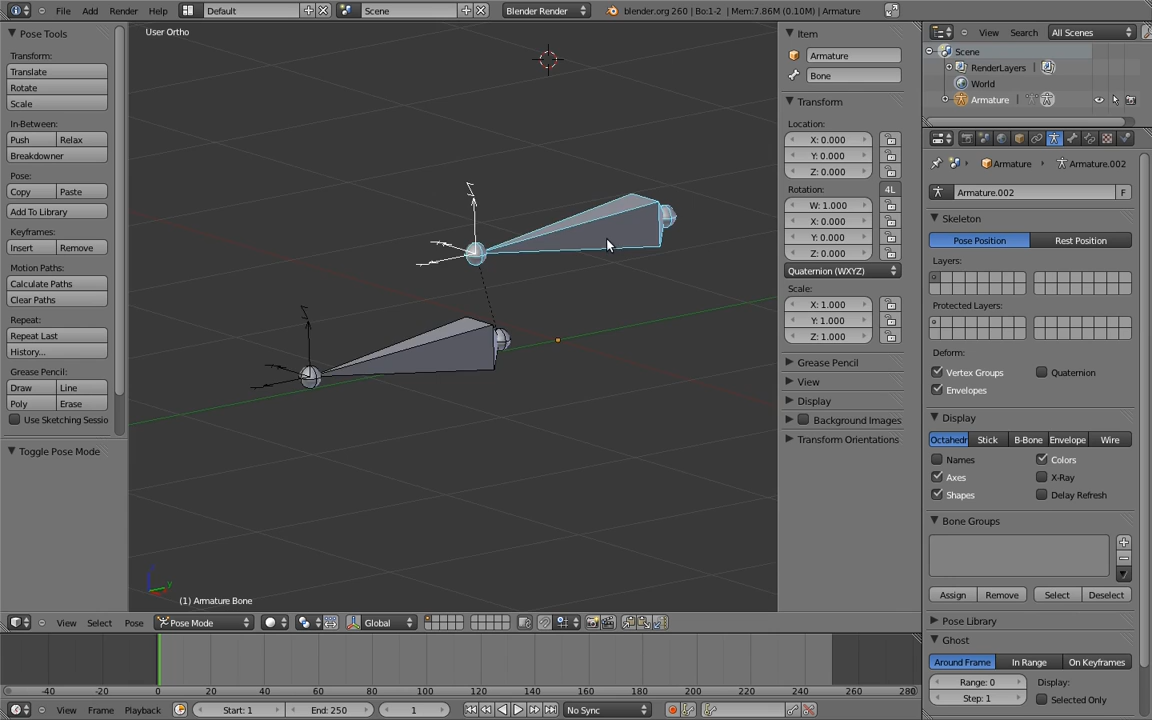 File Add Render Help Default Scene Blender Render blender.org 260 | Bo:1-2 | Mem:7.86M (0.10M) | Armature
Pose Tools
Transform:
Translate
Rotate
Scale
In-Between:
Push Relax
Breakdowner
Pose:
Copy Paste
Add To Library
Keyframes:
Insert Remove
Motion Paths:
Calculate Paths
Clear Paths
Repeat:
Repeat Last
History...
Grease Pencil:
Draw Line
Poly Erase
Use Sketching Sessio
Toggle Pose Mode
User Ortho
Z
Z
y
(1) Armature Bone
Item
Armature
Bone
Transform
Location:
X: 0.000
Y: 0.000
Z: 0.000
Rotation: 4L
W: 1.000
X: 0.000
Y: 0.000
Z: 0.000
Quaternion (WXYZ)
Scale:
X: 1.000
Y: 1.000
Z: 1.000
Grease Pencil
View
Display
Background Images
Transform Orientations
View Search All Scenes
Scene
RenderLayers
World
Armature
Armature Armature.002
Armature.002 F
Skeleton
Pose Position Rest Position
Layers:
Protected Layers:
Deform:
Vertex Groups Quaternion
Envelopes
Display
Octahedr Stick B-Bone Envelope Wire
Names Colors
Axes X-Ray
Shapes Delay Refresh
Bone Groups
Assign Remove Select Deselect
Pose Library
Ghost
Around Frame In Range On Keyframes
Range: 0 Display:
Step: 1 Selected Only
View Select Pose Pose Mode Global
-40 -20 0 20 40 60 80 100 120 140 160 180 200 220 240 260 280
View Frame Playback Start: 1 End: 250 1 No Sync